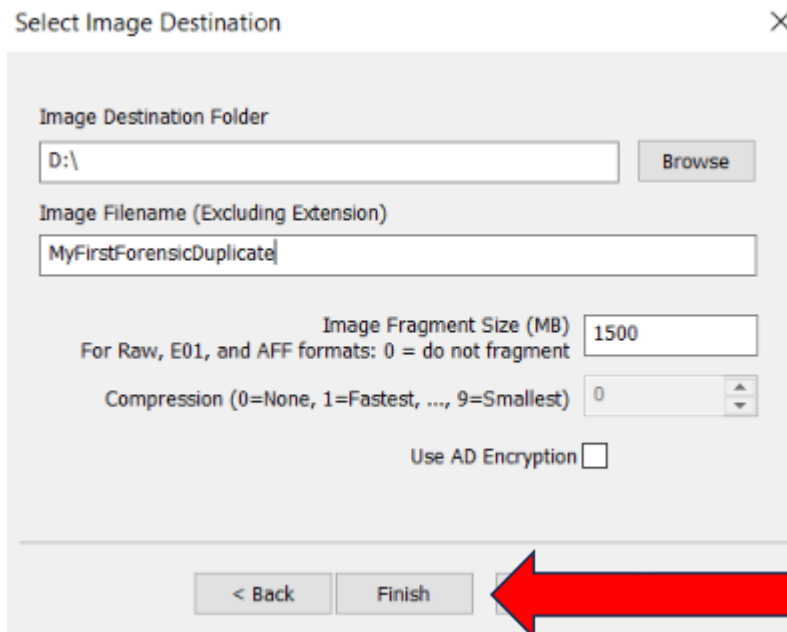 Select Image Destination
Image Destination Folder
D:\
Browse
Image Filename (Excluding Extension)
MyFirstForensicDuplicate
Image Fragment Size (MB)
1500
For Raw, E01, and AFF formats: 0 = do not fragment
Compression (0=None, 1=Fastest, ..., 9=Smallest)
0
Use AD Encryption
< Back
Finish